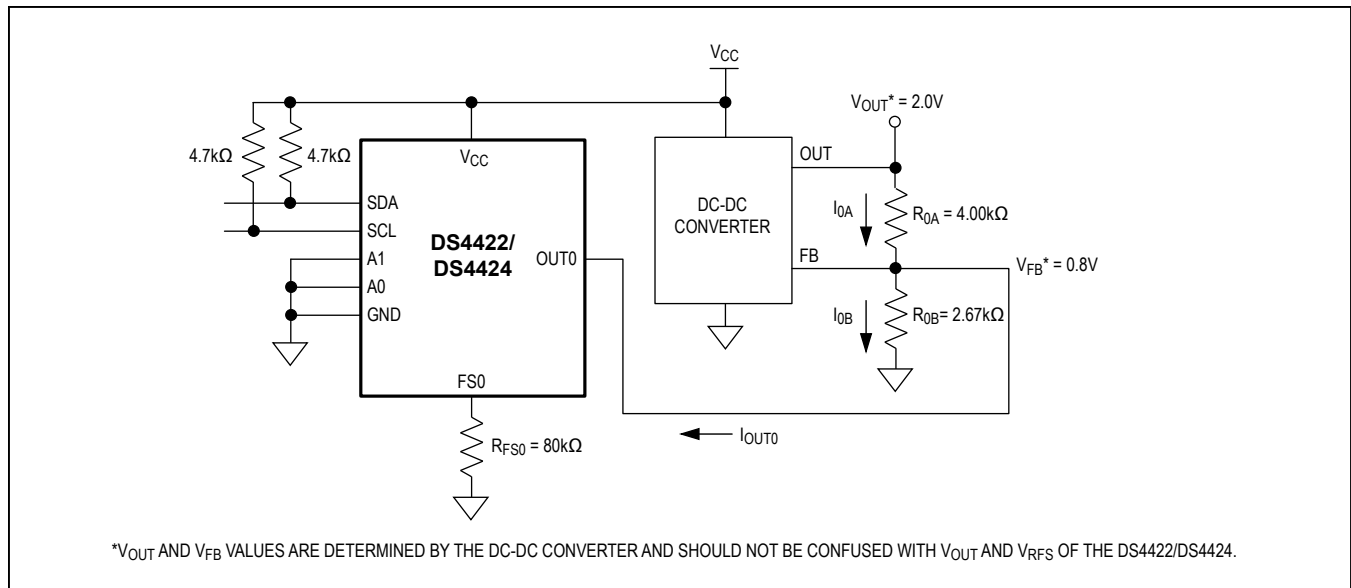 VCC
VOUT* = 2.0V
4.7kΩ
4.7kΩ
VCC
SDA
SCL
A1
A0
GND
DS4422/
DS4424
OUT0
FS0
RFS0 = 80kΩ
DC-DC
CONVERTER
OUT
FB
I0A
R0A = 4.00kΩ
VFB* = 0.8V
I0B
R0B= 2.67kΩ
IOUT0
*VOUT AND VFB VALUES ARE DETERMINED BY THE DC-DC CONVERTER AND SHOULD NOT BE CONFUSED WITH VOUT AND VRFS OF THE DS4422/DS4424.